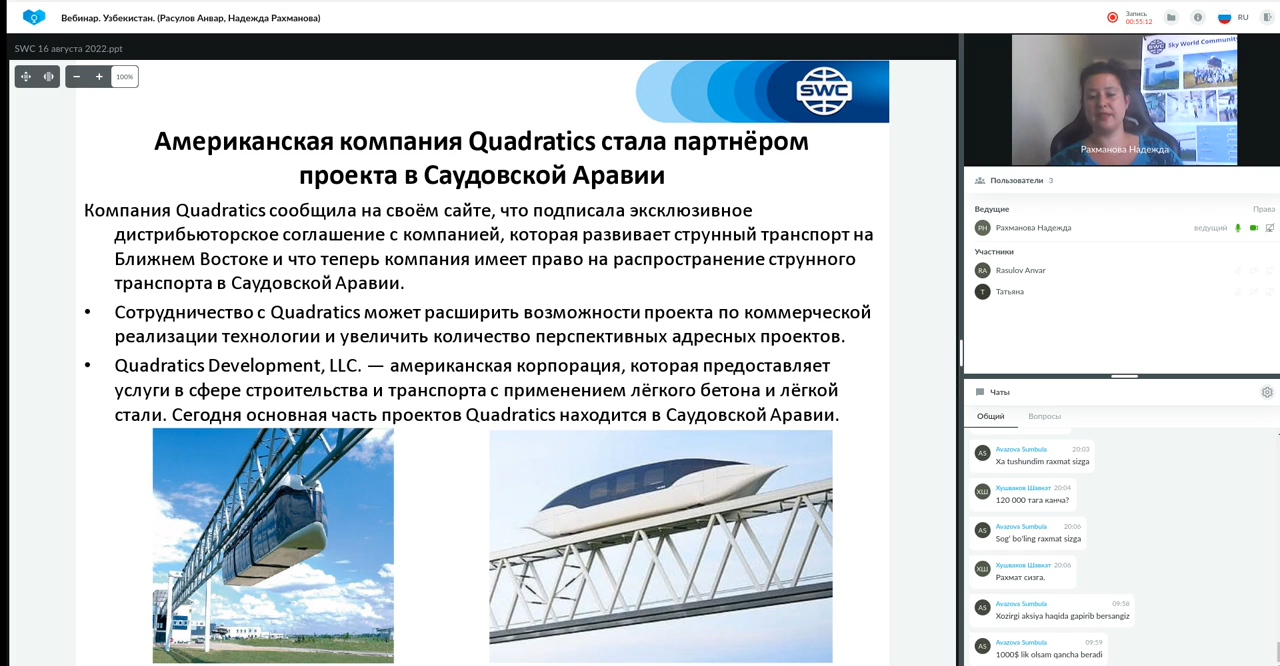 Вебинар. Узбекистан. (Расулов Анвар, Надежда Рахманова)
Запись
00:55:12
RU
SWC 16 августа 2022.ppt
100%
SWC
Американская компания Quadratics стала партнёром
проекта в Саудовской Аравии
Компания Quadratics сообщила на своём сайте, что подписала эксклюзивное
дистрибьюторское соглашение с компанией, которая развивает струнный транспорт на
Ближнем Востоке и что теперь компания имеет право на распространение струнного
транспорта в Саудовской Аравии.
• Сотрудничество с Quadratics может расширить возможности проекта по коммерческой
реализации технологии и увеличить количество перспективных адресных проектов.
• Quadratics Development, LLC. — американская корпорация, которая предоставляет
услуги в сфере строительства и транспорта с применением лёгкого бетона и лёгкой
стали. Сегодня основная часть проектов Quadratics находится в Саудовской Аравии.
SWC Sky World Community
Рахманова Надежда
Пользователи 3
Ведущие Права
РН Рахманова Надежда ведущий
Участники
RA Rasulov Anvar
Т Татьяна
Чаты
Общий Вопросы
AS Avazova Sumbula 20:03
Xa tushundim raxmat sizga
ХШ Хушваков Шавкат 20:04
120 000 тага канча?
AS Avazova Sumbula 20:06
Sog' bo'ling raxmat sizga
ХШ Хушваков Шавкат 20:06
Рахмат сизга.
AS Avazova Sumbula 09:58
Xozirgi aksiya haqida gapirib bersangiz
AS Avazova Sumbula 09:59
1000$ lik olsam qancha beradi